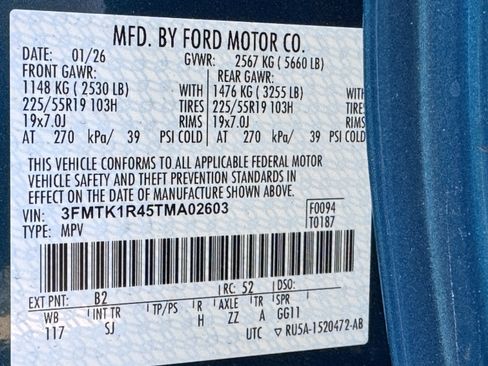 MFD. BY FORD MOTOR CO.
DATE: 01/26 GVWR: 2567 KG ( 5660 LB)
FRONT GAWR: REAR GAWR:
1148 KG ( 2530 LB) WITH 1476 KG ( 3255 LB) WITH
225/55R19 103H TIRES 225/55R19 103H TIRES
19x7.0J RIMS 19x7.0J RIMS
AT 270 kPa/ 39 PSI COLD AT 270 kPa/ 39 PSI COLD
THIS VEHICLE CONFORMS TO ALL APPLICABLE FEDERAL MOTOR
VEHICLE SAFETY AND THEFT PREVENTION STANDARDS IN
EFFECT ON THE DATE OF MANUFACTURE SHOWN ABOVE.
VIN: 3FMTK1R45TMA02603 F0094
TYPE: MPV T0187
EXT PNT: B2 RC: 52 DSO:
WB INT TR TP/PS R AXLE TR SPR
117 SJ H ZZ A GG11
UTC ▽ RU5A-1520472-AB